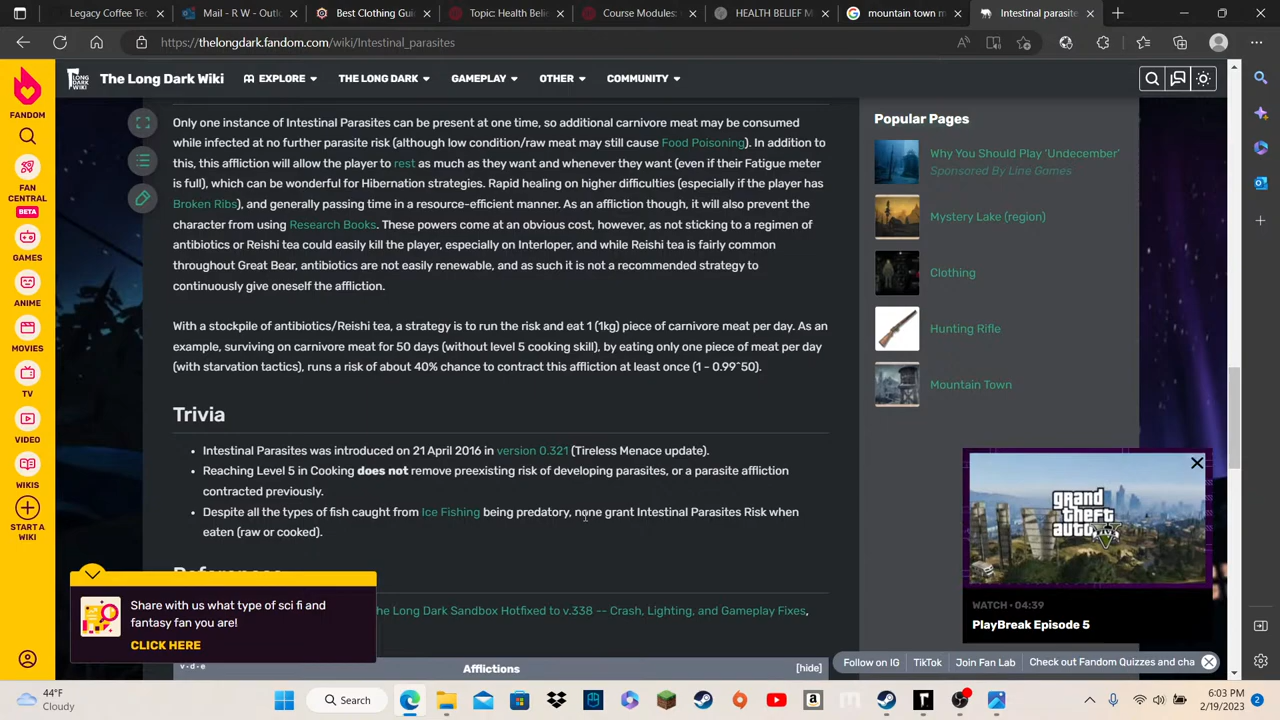 Legacy Coffee Tec
Mail - R W - Outl
Best Clothing Gui
Topic: Health Beli
Course Modules:
HEALTH BELIEF M
mountain town m
Intestinal parasite
https://thelongdark.fandom.com/wiki/Intestinal_parasites
FANDOM
FAN CENTRAL
BETA
GAMES
ANIME
MOVIES
TV
VIDEO
WIKIS
START A WIKI
THE LONG DARK
The Long Dark Wiki
EXPLORE
THE LONG DARK
GAMEPLAY
OTHER
COMMUNITY
Only one instance of Intestinal Parasites can be present at one time, so additional carnivore meat may be consumed
while infected at no further parasite risk (although low condition/raw meat may still cause Food Poisoning). In addition to
this, this affliction will allow the player to rest as much as they want and whenever they want (even if their Fatigue meter
is full), which can be wonderful for Hibernation strategies. Rapid healing on higher difficulties (especially if the player has
Broken Ribs), and generally passing time in a resource-efficient manner. As an affliction though, it will also prevent the
character from using Research Books. These powers come at an obvious cost, however, as not sticking to a regimen of
antibiotics or Reishi tea could easily kill the player, especially on Interloper, and while Reishi tea is fairly common
throughout Great Bear, antibiotics are not easily renewable, and as such it is not a recommended strategy to
continuously give oneself the affliction.
With a stockpile of antibiotics/Reishi tea, a strategy is to run the risk and eat 1 (1kg) piece of carnivore meat per day. As an
example, surviving on carnivore meat for 50 days (without level 5 cooking skill), by eating only one piece of meat per day
(with starvation tactics), runs a risk of about 40% change to contract this affliction at least once (1 - 0.99^50).
Trivia
Intestinal Parasites was introduced on 21 April 2016 in version 0.321 (Tireless Menace update).
Reaching Level 5 in Cooking does not remove preexisting risk of developing parasites, or a parasite affliction
contracted previously.
Despite all the types of fish caught from Ice Fishing being predatory, none grant Intestinal Parasites Risk when
eaten (raw or cooked).
References
he Long Dark Sandbox Hotfixed to v.338 -- Crash, Lighting, and Gameplay Fixes,
v·d·e
Afflictions
[hide]
Share with us what type of sci fi and
fantasy fan you are!
CLICK HERE
Popular Pages
Why You Should Play 'Undecember'
Sponsored By Line Games
Mystery Lake (region)
Clothing
Hunting Rifle
Mountain Town
grand
theft
auto V
WATCH • 04:39
PlayBreak Episode 5
Follow on IG
TikTok
Join Fan Lab
Check out Fandom Quizzes and cha
44°F
Cloudy
Search
6:03 PM
2/19/2023
2